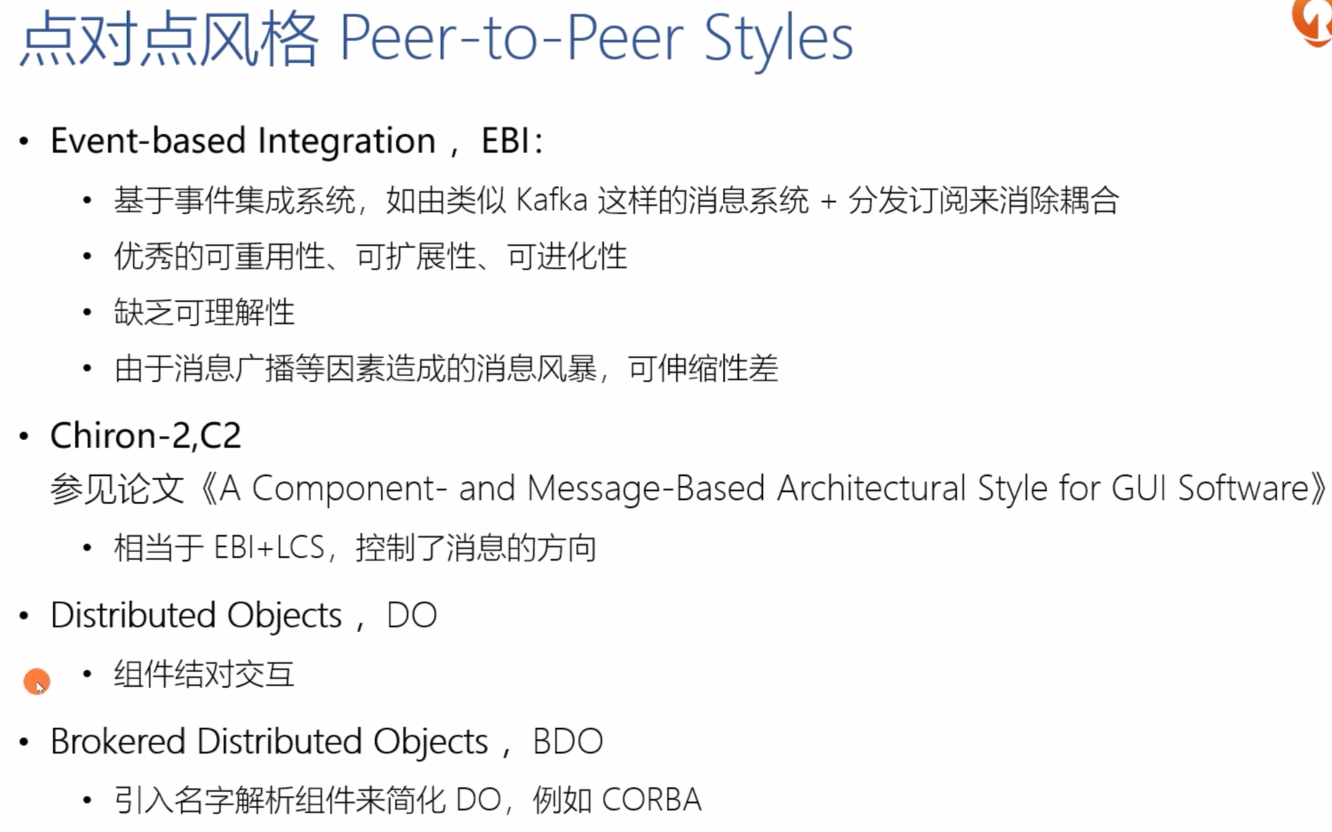 点对点风格 Peer-to-Peer Styles
• Event-based Integration ，EBI：
• 基于事件集成系统，如由类似 Kafka 这样的消息系统 + 分发订阅来消除耦合
• 优秀的可重用性、可扩展性、可进化性
• 缺乏可理解性
• 由于消息广播等因素造成的消息风暴，可伸缩性差
• Chiron-2,C2
参见论文《A Component- and Message-Based Architectural Style for GUI Software》
• 相当于 EBI+LCS，控制了消息的方向
• Distributed Objects ，DO
• 组件结对交互
• Brokered Distributed Objects ，BDO
• 引入名字解析组件来简化 DO，例如 CORBA